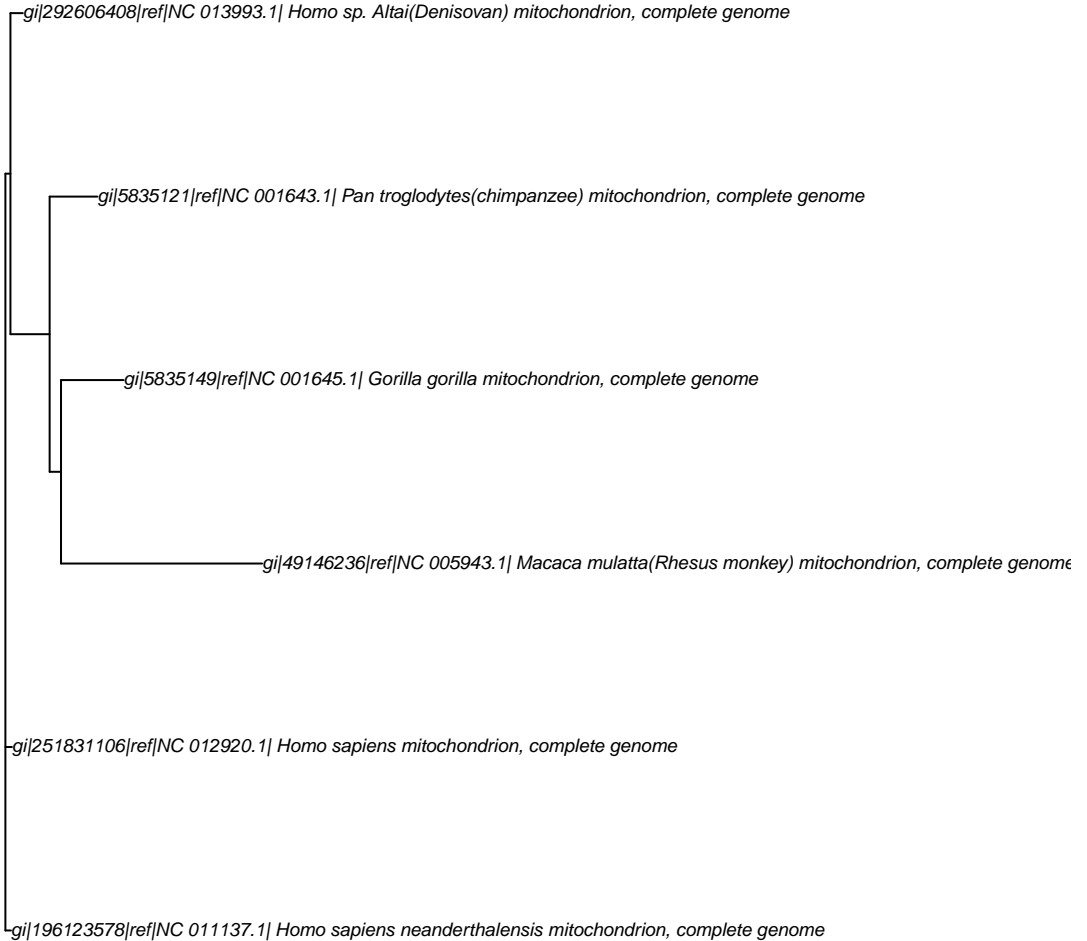 gi|292606408|ref|NC 013993.1| Homo sp. Altai(Denisovan) mitochondrion, complete genome
gi|5835121|ref|NC 001643.1| Pan troglodytes(chimpanzee) mitochondrion, complete genome
gi|5835149|ref|NC 001645.1| Gorilla gorilla mitochondrion, complete genome
gi|49146236|ref|NC 005943.1| Macaca mulatta(Rhesus monkey) mitochondrion, complete genome
gi|251831106|ref|NC 012920.1| Homo sapiens mitochondrion, complete genome
gi|196123578|ref|NC 011137.1| Homo sapiens neanderthalensis mitochondrion, complete genome